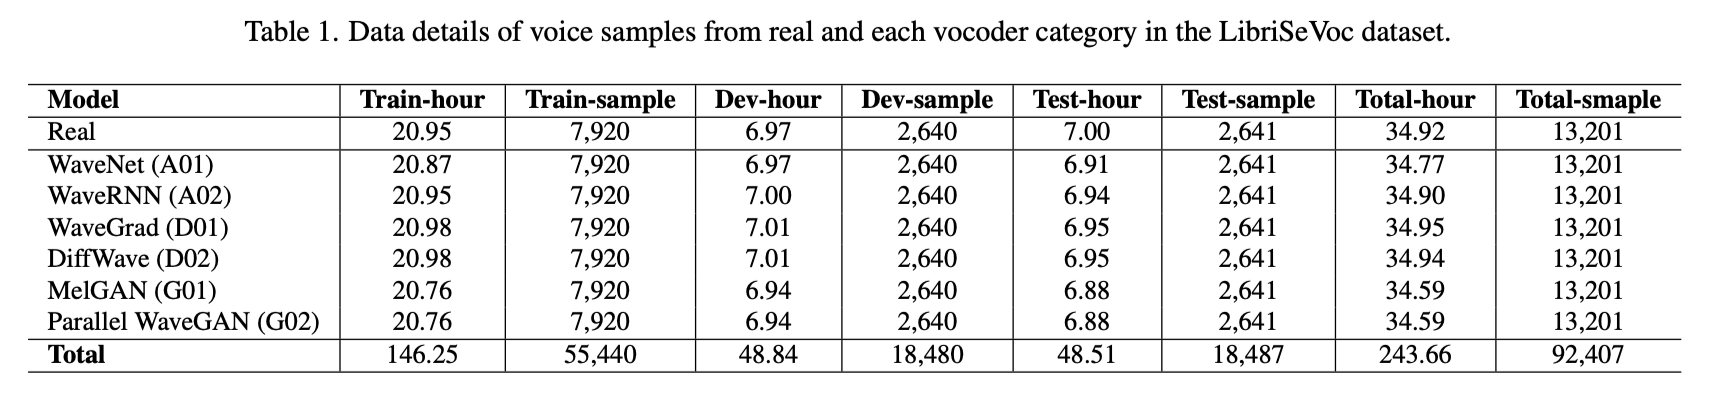 Table 1. Data details of voice samples from real and each vocoder category in the LibriSeVoc dataset.
Model Train-hour Train-sample Dev-hour Dev-sample Test-hour Test-sample Total-hour Total-smaple
Real 20.95 7,920 6.97 2,640 7.00 2,641 34.92 13,201
WaveNet (A01) 20.87 7,920 6.97 2,640 6.91 2,641 34.77 13,201
WaveRNN (A02) 20.95 7,920 7.00 2,640 6.94 2,641 34.90 13,201
WaveGrad (D01) 20.98 7,920 7.01 2,640 6.95 2,641 34.95 13,201
DiffWave (D02) 20.98 7,920 7.01 2,640 6.95 2,641 34.94 13,201
MelGAN (G01) 20.76 7,920 6.94 2,640 6.88 2,641 34.59 13,201
Parallel WaveGAN (G02) 20.76 7,920 6.94 2,640 6.88 2,641 34.59 13,201
Total 146.25 55,440 48.84 18,480 48.51 18,487 243.66 92,407